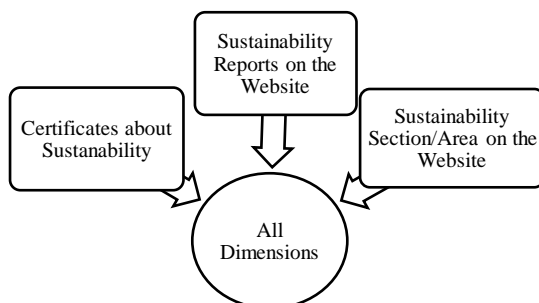 Sustainability
Reports on the
Website
Certificates about
Sustanability
Sustainability
Section/Area on the
Website
All
Dimensions